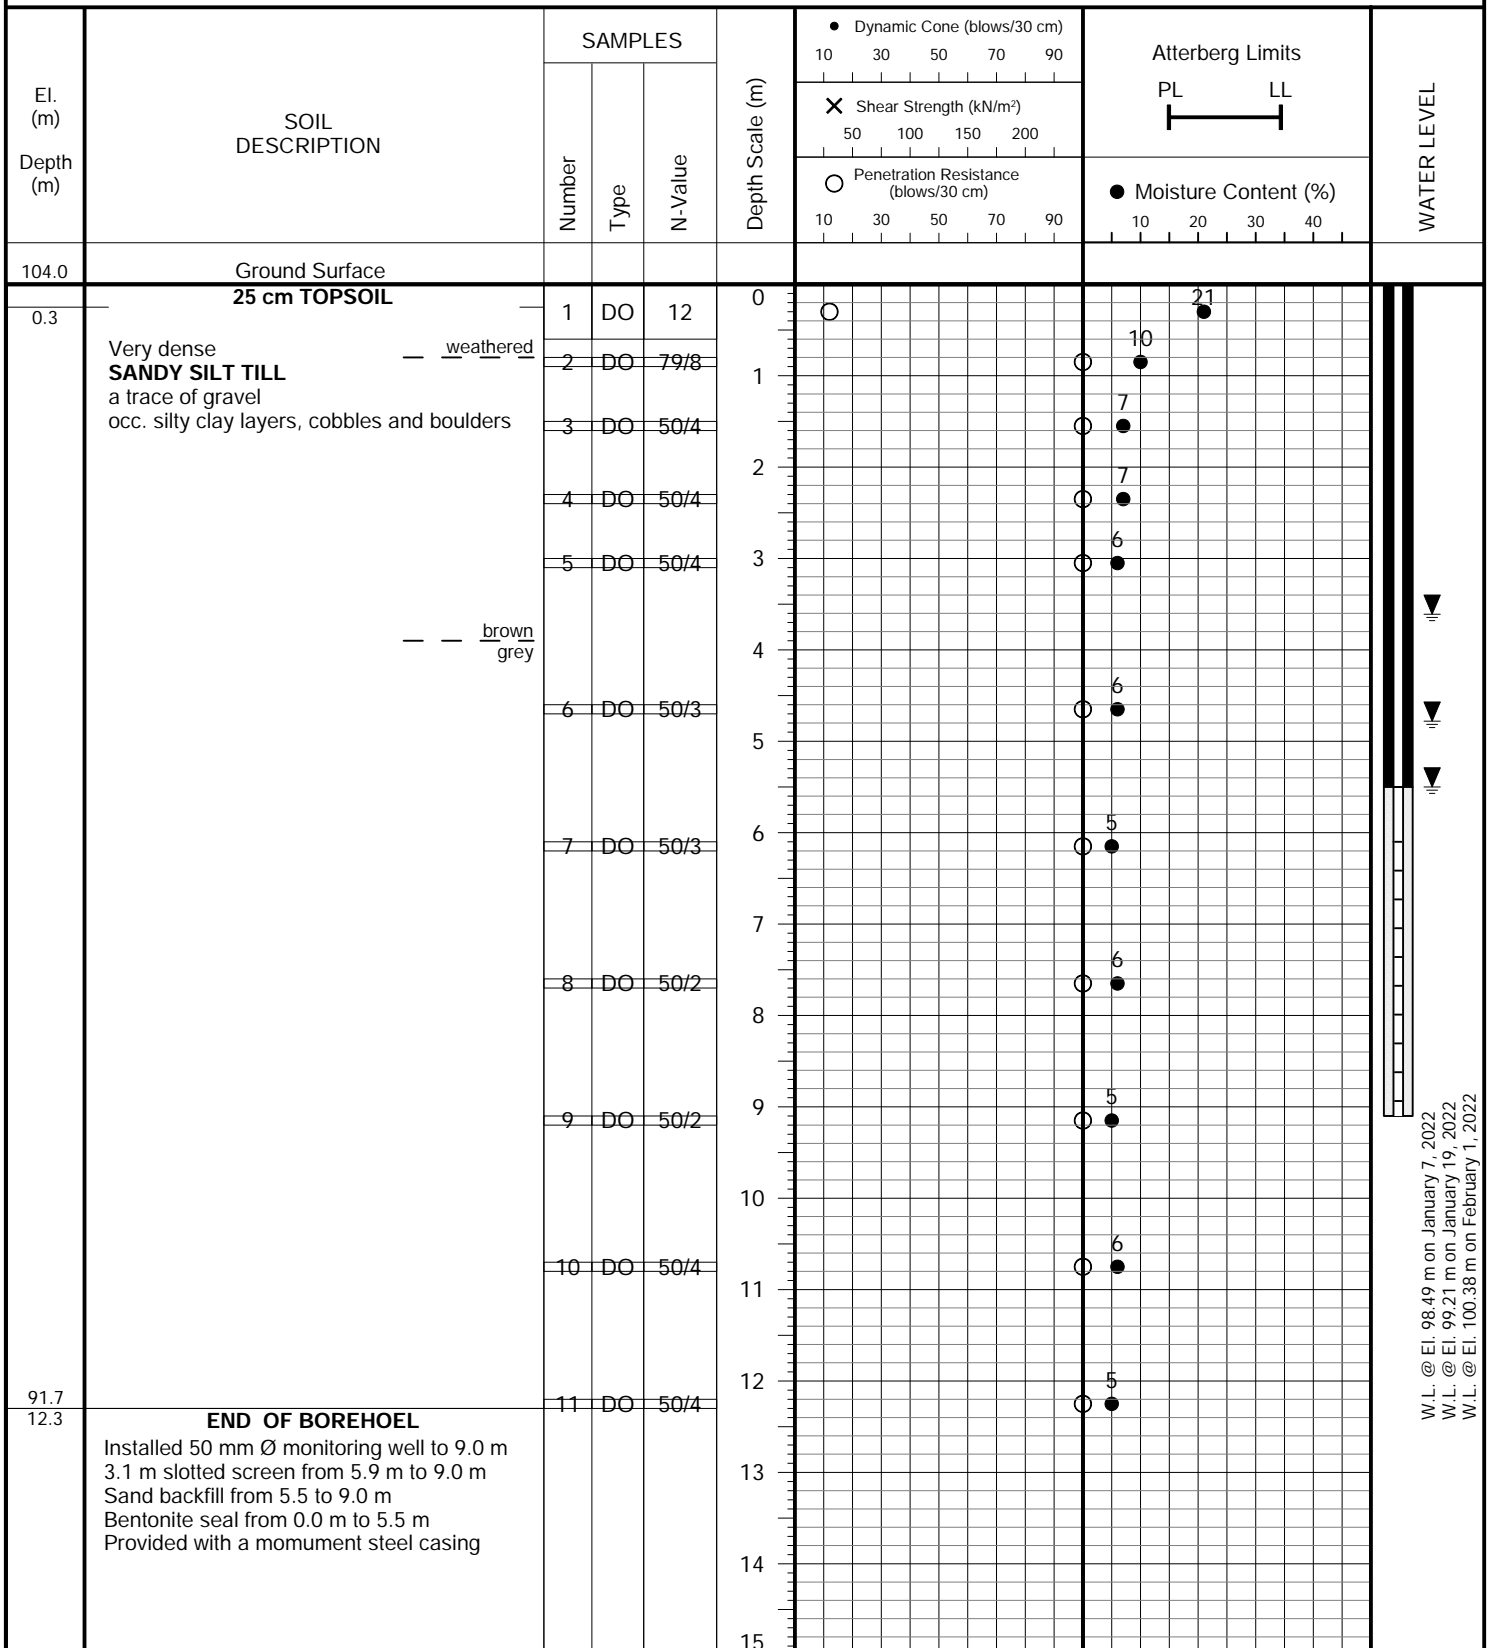 El.
(m)
Depth
(m)
SOIL
DESCRIPTION
SAMPLES
Number
Type
N-Value
Depth Scale (m)
● Dynamic Cone (blows/30 cm)
10 30 50 70 90
✕ Shear Strength (kN/m²)
50 100 150 200
○ Penetration Resistance
(blows/30 cm)
10 30 50 70 90
Atterberg Limits
PL LL
● Moisture Content (%)
10 20 30 40
WATER LEVEL
104.0 Ground Surface
25 cm TOPSOIL
0.3
1 DO 12
0
21
Very dense
weathered
SANDY SILT TILL
a trace of gravel
occ. silty clay layers, cobbles and boulders
2 DO 79/8
10
1
3 DO 50/4
7
2
4 DO 50/4
7
5 DO 50/4
3
6
brown
grey
4
6 DO 50/3
6
5
7 DO 50/3
6
5
7
8 DO 50/2
6
8
9 DO 50/2
9
5
10
10 DO 50/4
6
11
12
11 DO 50/4
5
91.7
12.3
END OF BOREHOEL
Installed 50 mm Ø monitoring well to 9.0 m
3.1 m slotted screen from 5.9 m to 9.0 m
Sand backfill from 5.5 to 9.0 m
Bentonite seal from 0.0 m to 5.5 m
Provided with a momument steel casing
13
14
15
W.L. @ El. 98.49 m on January 7, 2022
W.L. @ El. 99.21 m on January 19, 2022
W.L. @ El. 100.38 m on February 1, 2022